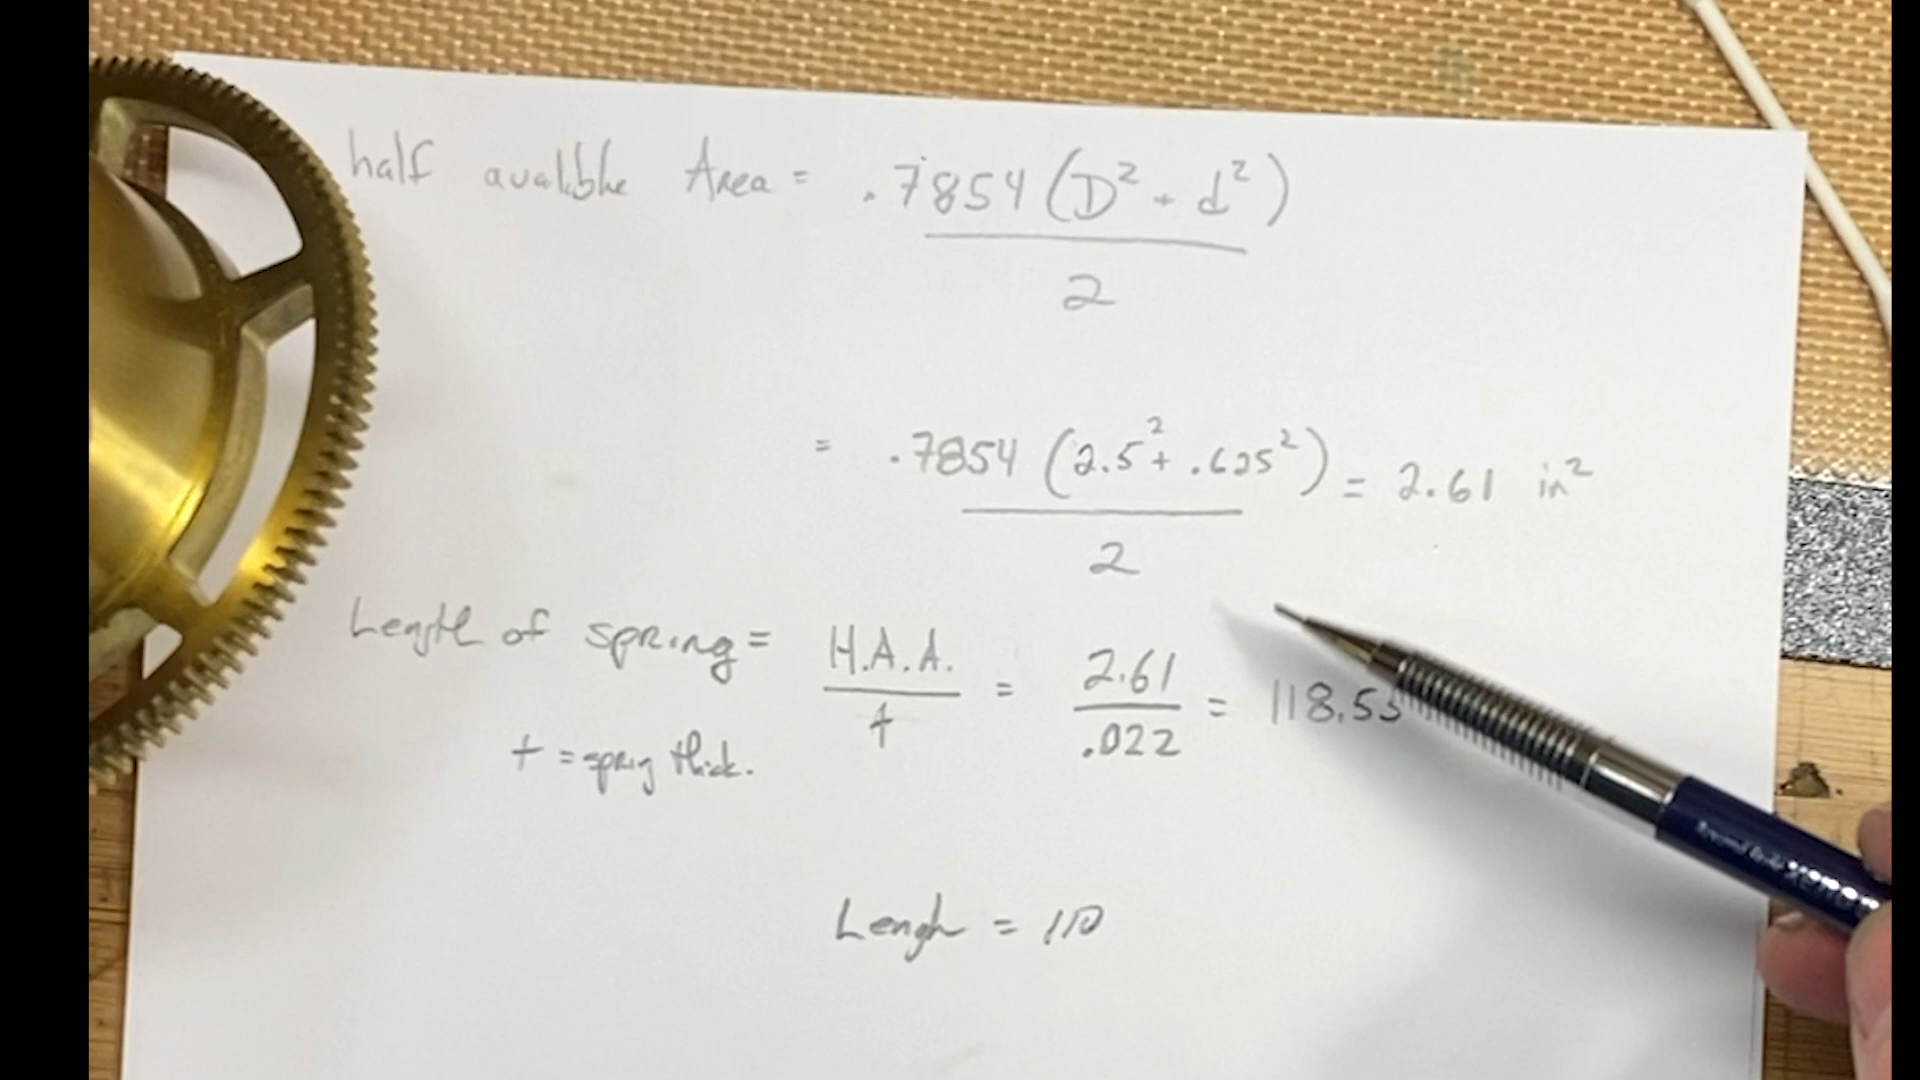 half avalible Area = .7854 (D² + d²)
2
= .7854 (2.5² + .625²) = 2.61 in²
2
Length of spring = H.A.A. = 2.61 = 118.55
t .022
t = spring thick.
Lengh = 110